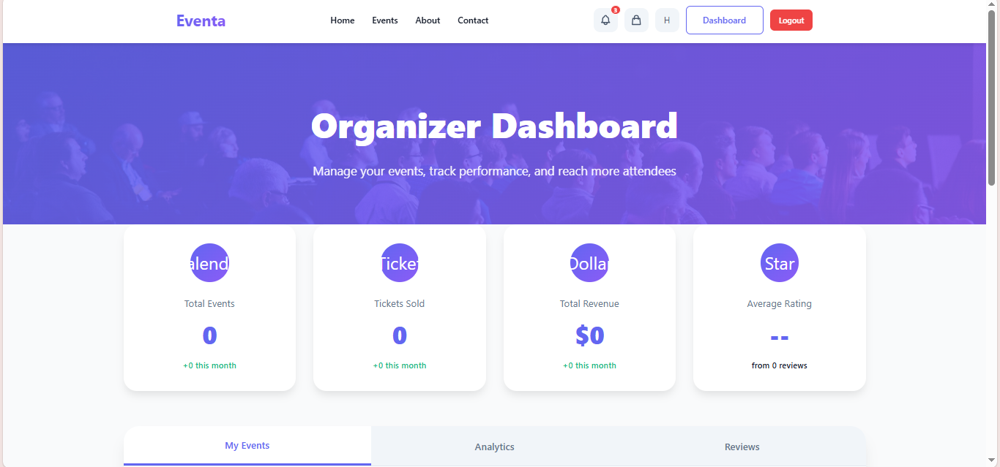 Eventa
Home Events About Contact
3
H
Dashboard
Logout
Organizer Dashboard
Manage your events, track performance, and reach more attendees
alend Ticket Dollar Star
Total Events Tickets Sold Total Revenue Average Rating
0 0 $0 --
+0 this month +0 this month +0 this month from 0 reviews
My Events Analytics Reviews